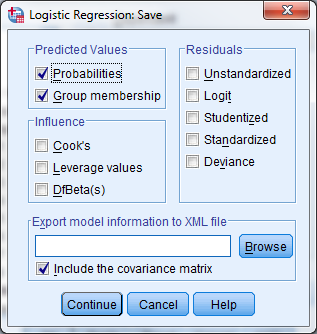 Logistic Regression: Save
Predicted Values
Probabilities
Group membership
Influence
Cook's
Leverage values
DfBeta(s)
Residuals
Unstandardized
Logit
Studentized
Standardized
Deviance
Export model information to XML file
Browse
Include the covariance matrix
Continue Cancel Help